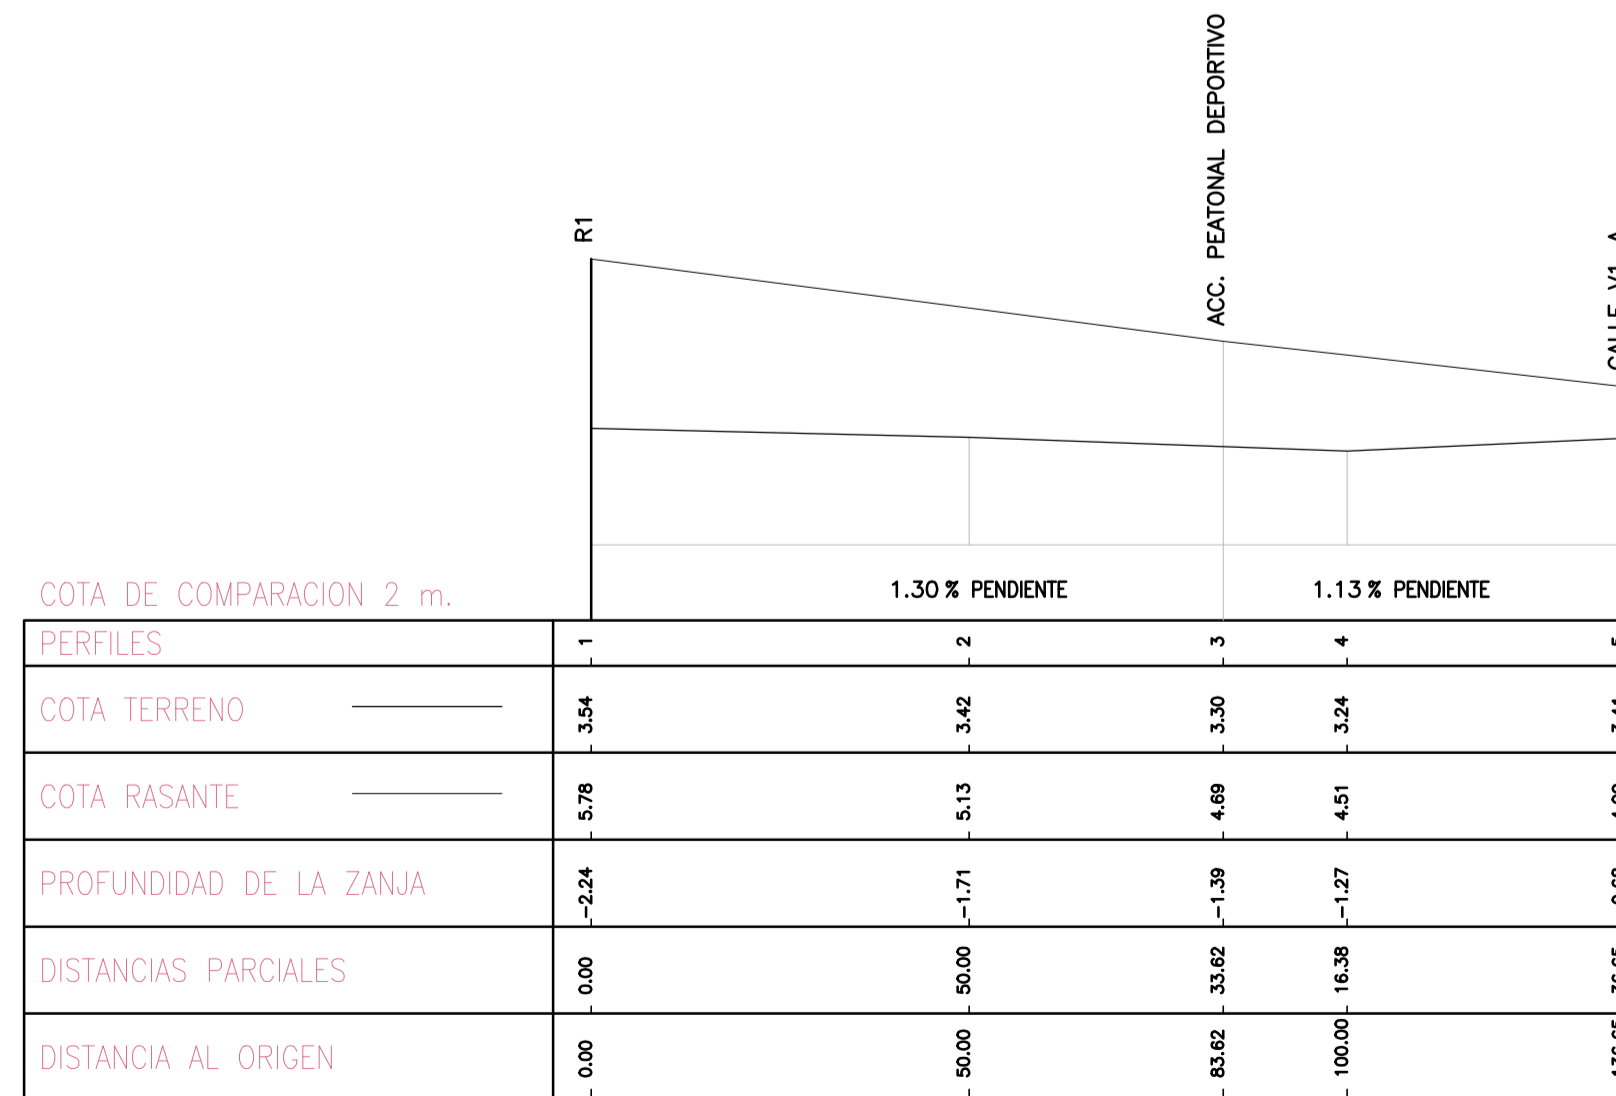 ACC. PEATONAL DEPORTIVO
R1
1.30 % PENDIENTE
1.13 % PENDIENTE
COTA DE COMPARACION 2 m.
PERFILES 1 2 3 4
COTA TERRENO 3.54 3.42 3.30 3.24
COTA RASANTE 5.78 5.13 4.69 4.51
PROFUNDIDAD DE LA ZANJA -2.24 -1.71 -1.39 -1.27
DISTANCIAS PARCIALES 0.00 50.00 33.62 16.38
DISTANCIA AL ORIGEN 0.00 50.00 83.62 100.00